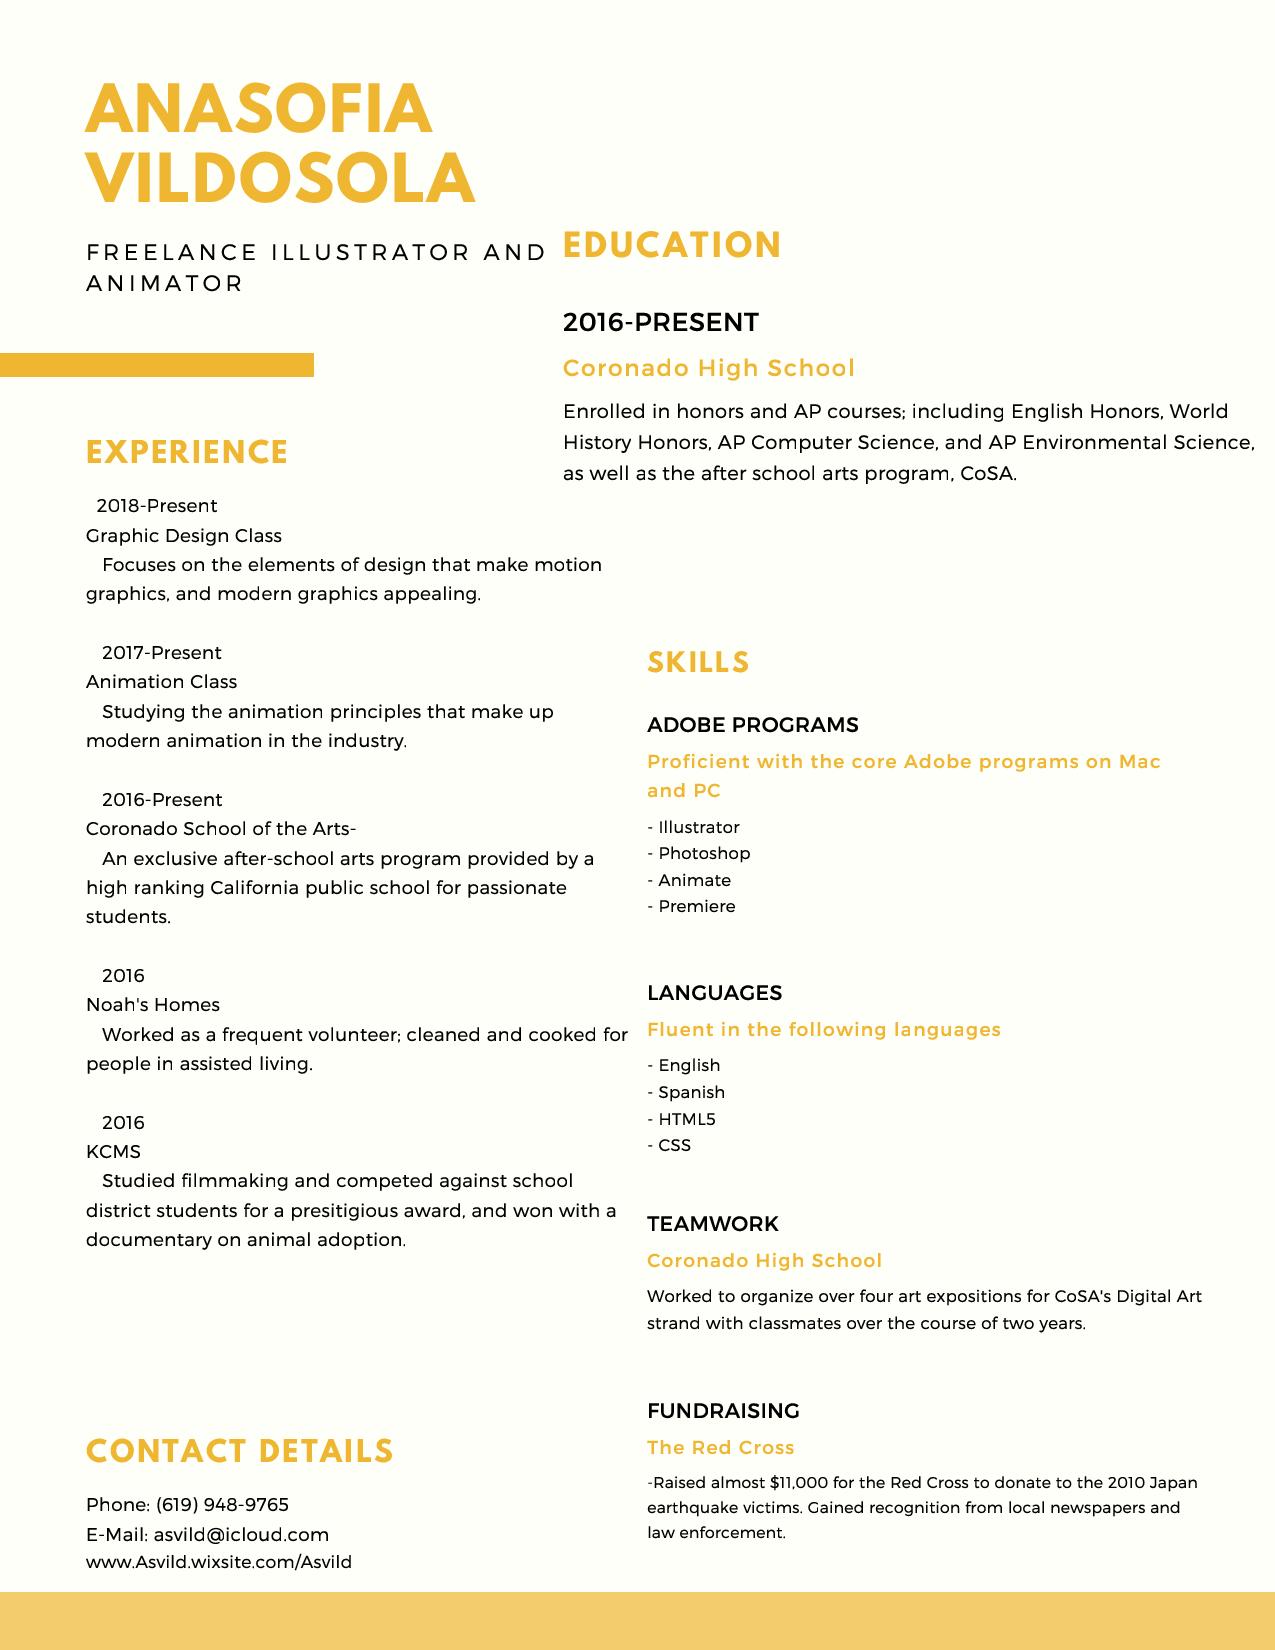 ANASOFIA
VILDOSOLA
FREELANCE ILLUSTRATOR AND
ANIMATOR
EXPERIENCE
2018-Present
Graphic Design Class
Focuses on the elements of design that make motion
graphics, and modern graphics appealing.
2017-Present
Animation Class
Studying the animation principles that make up
modern animation in the industry.
2016-Present
Coronado School of the Arts-
An exclusive after-school arts program provided by a
high ranking California public school for passionate
students.
2016
Noah's Homes
Worked as a frequent volunteer; cleaned and cooked for
people in assisted living.
2016
KCMS
Studied filmmaking and competed against school
district students for a presitigious award, and won with a
documentary on animal adoption.
CONTACT DETAILS
Phone: (619) 948-9765
E-Mail: asvild@icloud.com
www.Asvild.wixsite.com/Asvild
EDUCATION
2016-PRESENT
Coronado High School
Enrolled in honors and AP courses; including English Honors, World
History Honors, AP Computer Science, and AP Environmental Science,
as well as the after school arts program, CoSA.
SKILLS
ADOBE PROGRAMS
Proficient with the core Adobe programs on Mac
and PC
- Illustrator
- Photoshop
- Animate
- Premiere
LANGUAGES
Fluent in the following languages
- English
- Spanish
- HTML5
- CSS
TEAMWORK
Coronado High School
Worked to organize over four art expositions for CoSA's Digital Art
strand with classmates over the course of two years.
FUNDRAISING
The Red Cross
-Raised almost $11,000 for the Red Cross to donate to the 2010 Japan
earthquake victims. Gained recognition from local newspapers and
law enforcement.